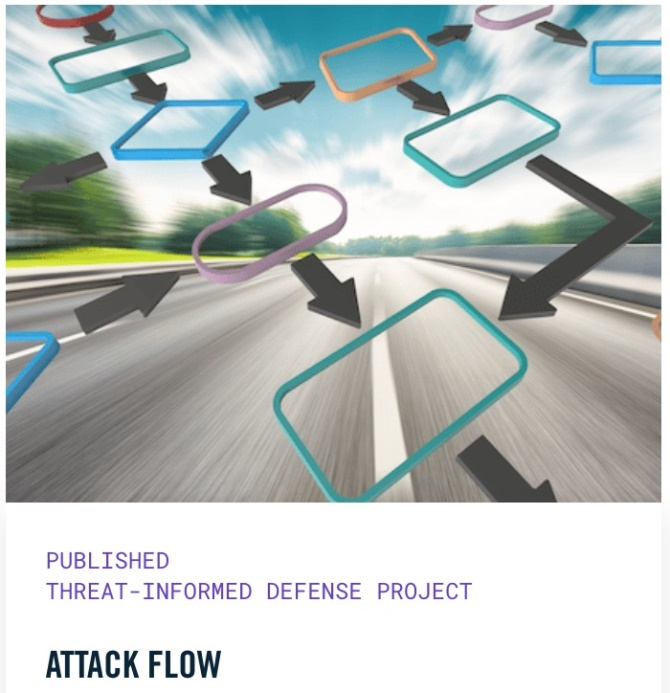 PUBLISHED
THREAT-INFORMED DEFENSE PROJECT
ATTACK FLOW